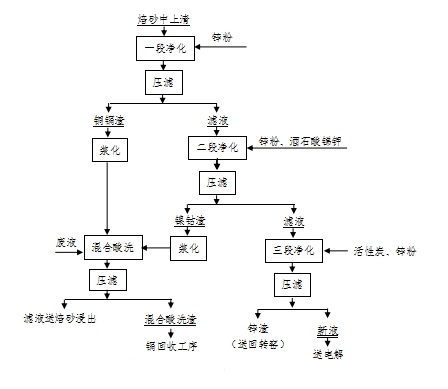 焙砂中上清
一段净化
锌粉
压滤
铜镉渣
滤液
浆化
二段净化
锌粉、酒石酸锑钾
压滤
镍钴渣
滤液
废液
混合酸洗
浆化
三段净化
活性炭、锌粉
压滤
压滤
滤液送焙砂浸出
混合酸洗渣
锌渣
新液
铜回收工序
（送回转窑）
送电解